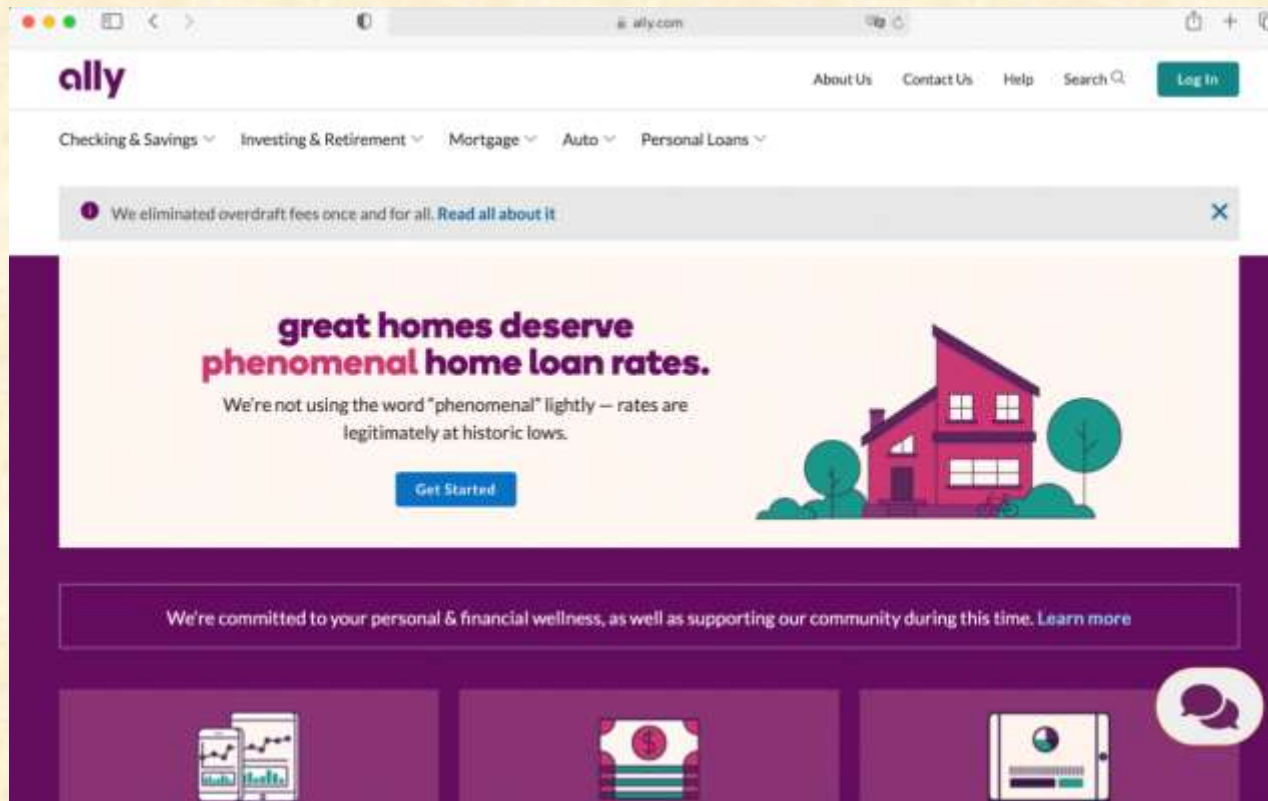 ally.com
ally
About Us Contact Us Help Search Log In
Checking & Savings Investing & Retirement Mortgage Auto Personal Loans
We eliminated overdraft fees once and for all. Read all about it
great homes deserve
phenomenal home loan rates.
We're not using the word "phenomenal" lightly — rates are
legitimately at historic lows.
Get Started
We're committed to your personal & financial wellness, as well as supporting our community during this time. Learn more